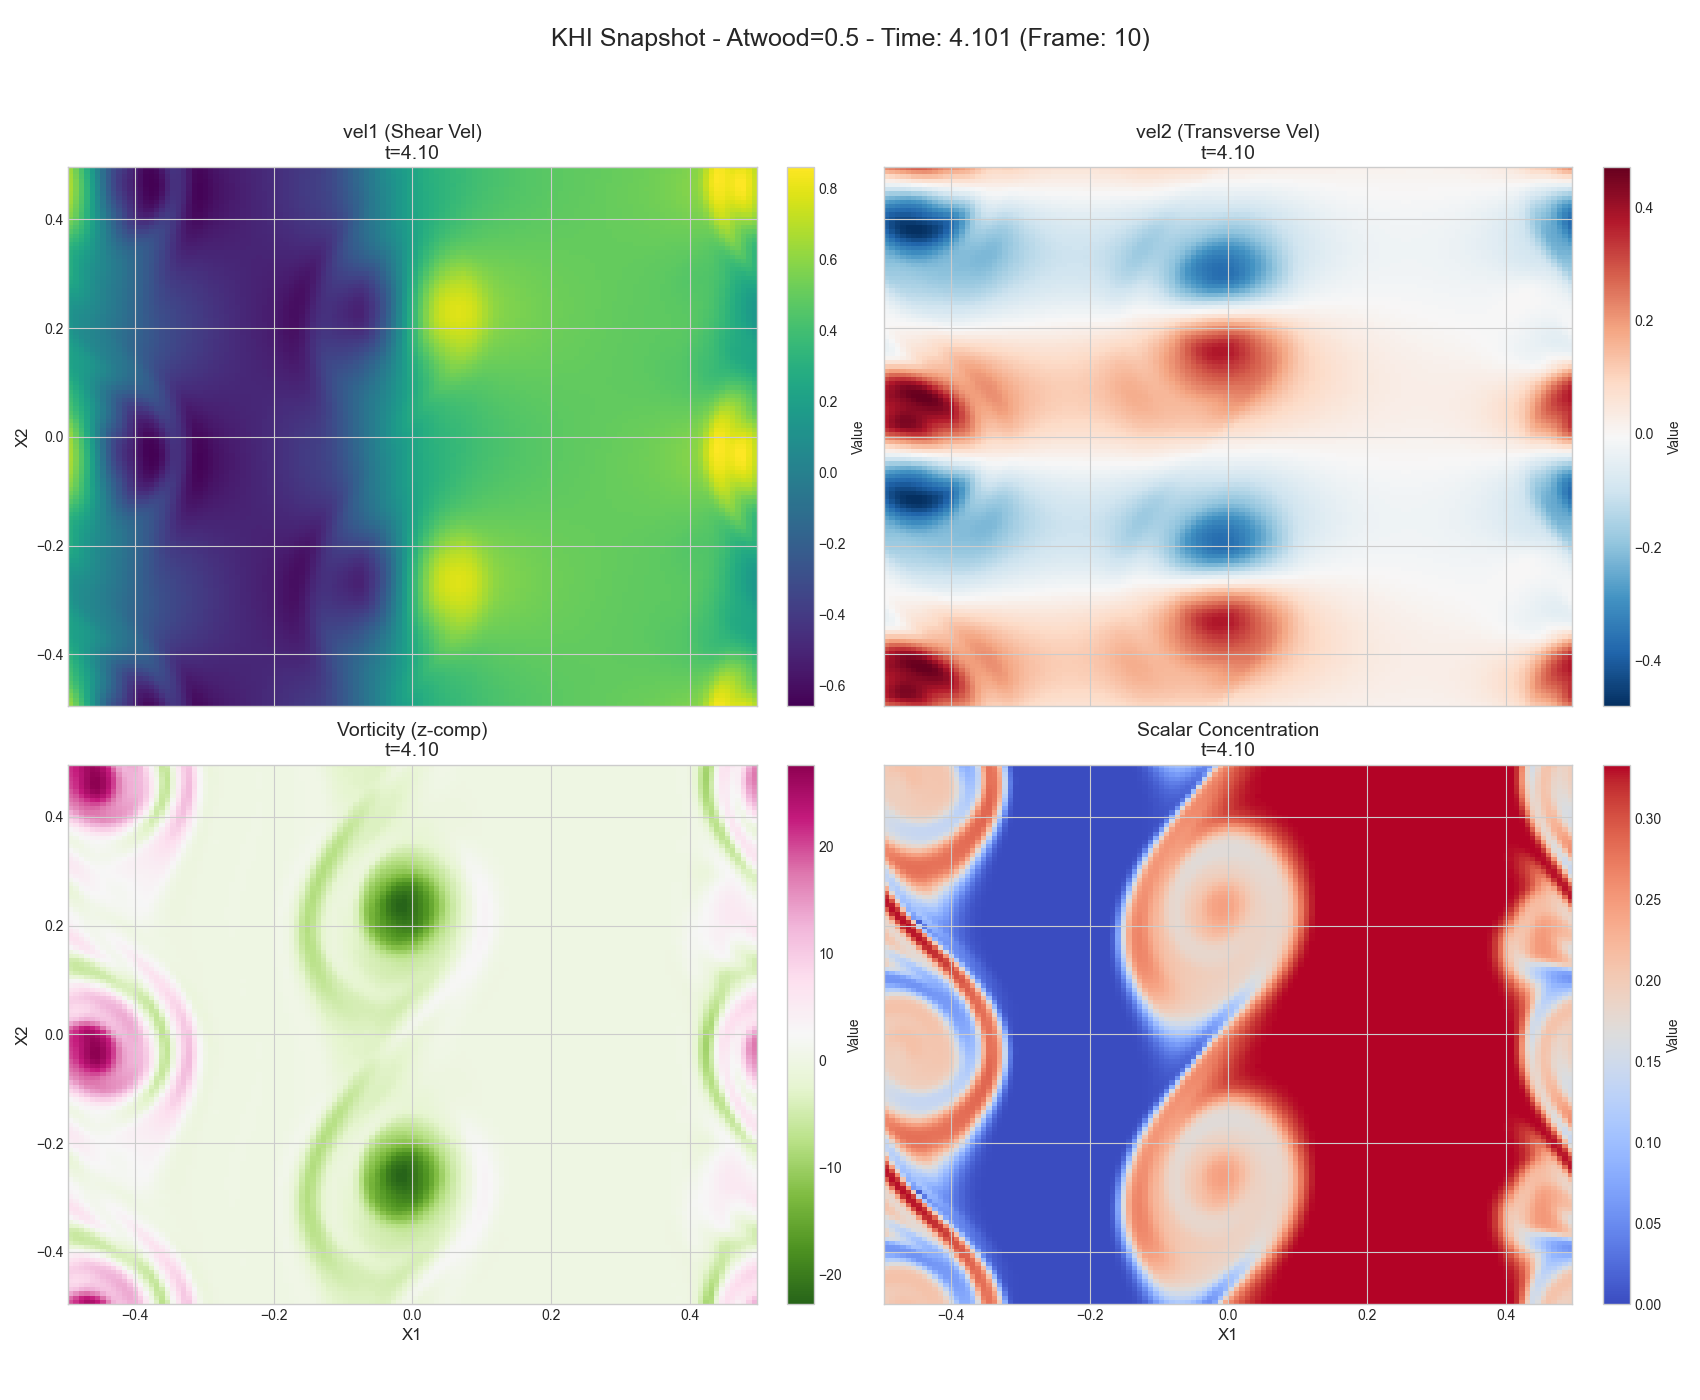 KHI Snapshot - Atwood=0.5 - Time: 4.101 (Frame: 10)
vel1 (Shear Vel)
t=4.10
X2
0.4
0.2
0.0
−0.2
−0.4
0.8
0.6
0.4
0.2
0.0
−0.2
−0.4
−0.6
Value
vel2 (Transverse Vel)
t=4.10
0.4
0.2
0.0
−0.2
−0.4
Value
Vorticity (z-comp)
t=4.10
X2
0.4
0.2
0.0
−0.2
−0.4
−0.4
−0.2
0.0
0.2
0.4
X1
20
10
0
−10
−20
Value
Scalar Concentration
t=4.10
−0.4
−0.2
0.0
0.2
0.4
X1
0.30
0.25
0.20
0.15
0.10
0.05
0.00
Value